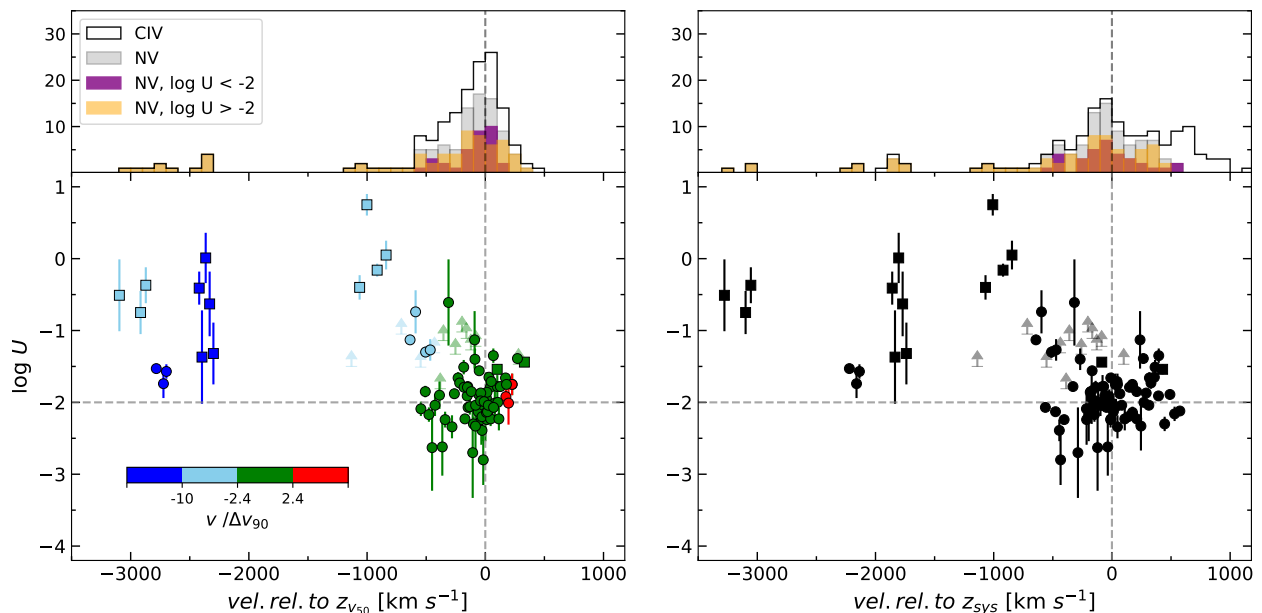 CIV
NV
NV, log U < -2
NV, log U > -2
30
20
10
1
0
−1
−2
−3
−4
log U
-10 -2.4 2.4
v /Δv90
−3000 −2000 −1000 0 1000
vel. rel. to zv50 [km s−1]
30
20
10
1
0
−1
−2
−3
−4
−3000 −2000 −1000 0 1000
vel. rel. to zsys [km s−1]